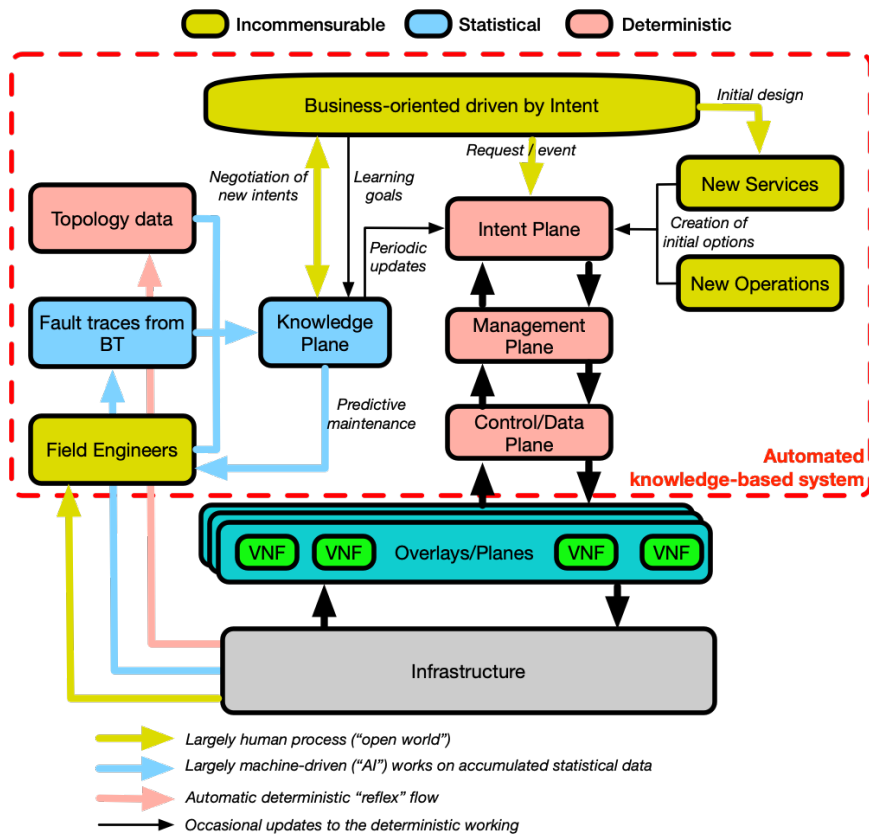 Incommensurable
Statistical
Deterministic
Business-oriented driven by Intent
Initial design
Request / event
Negotiation of
new intents
Learning
goals
New Services
Topology data
Intent Plane
Creation of
initial options
Periodic
updates
New Operations
Fault traces from
BT
Knowledge
Plane
Management
Plane
Predictive
maintenance
Control/Data
Plane
Field Engineers
Automated
knowledge-based system
VNF
VNF
Overlays/Planes
VNF
VNF
Infrastructure
Largely human process (“open world”)
Largely machine-driven (“AI”) works on accumulated statistical data
Automatic deterministic “reflex” flow
Occasional updates to the deterministic working